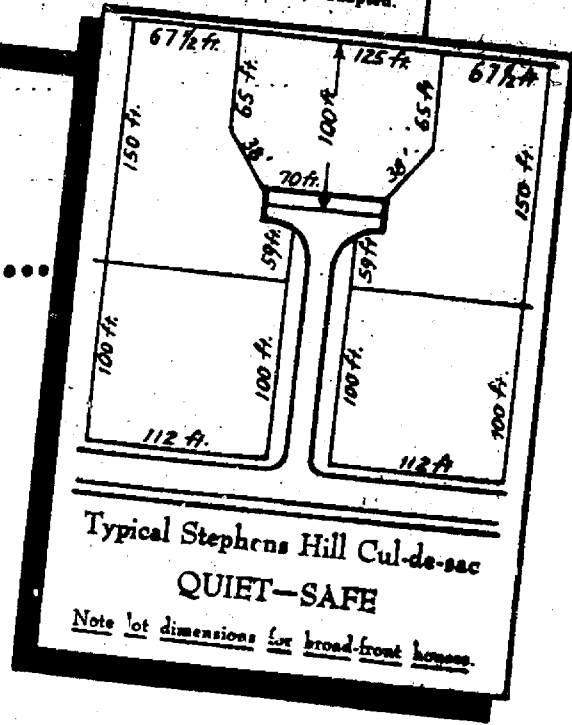 67½ ft.
125 ft.
67½ ft
65 ft.
65 ft
100 ft
150 ft.
150 ft.
38'
38'
70 ft.
59 ft.
59 ft
100 ft.
100 ft.
100 ft
100 ft.
112 ft.
112 ft
Typical Stephens Hill Cul-de-sac
QUIET—SAFE
Note lot dimensions for broad-front houses.